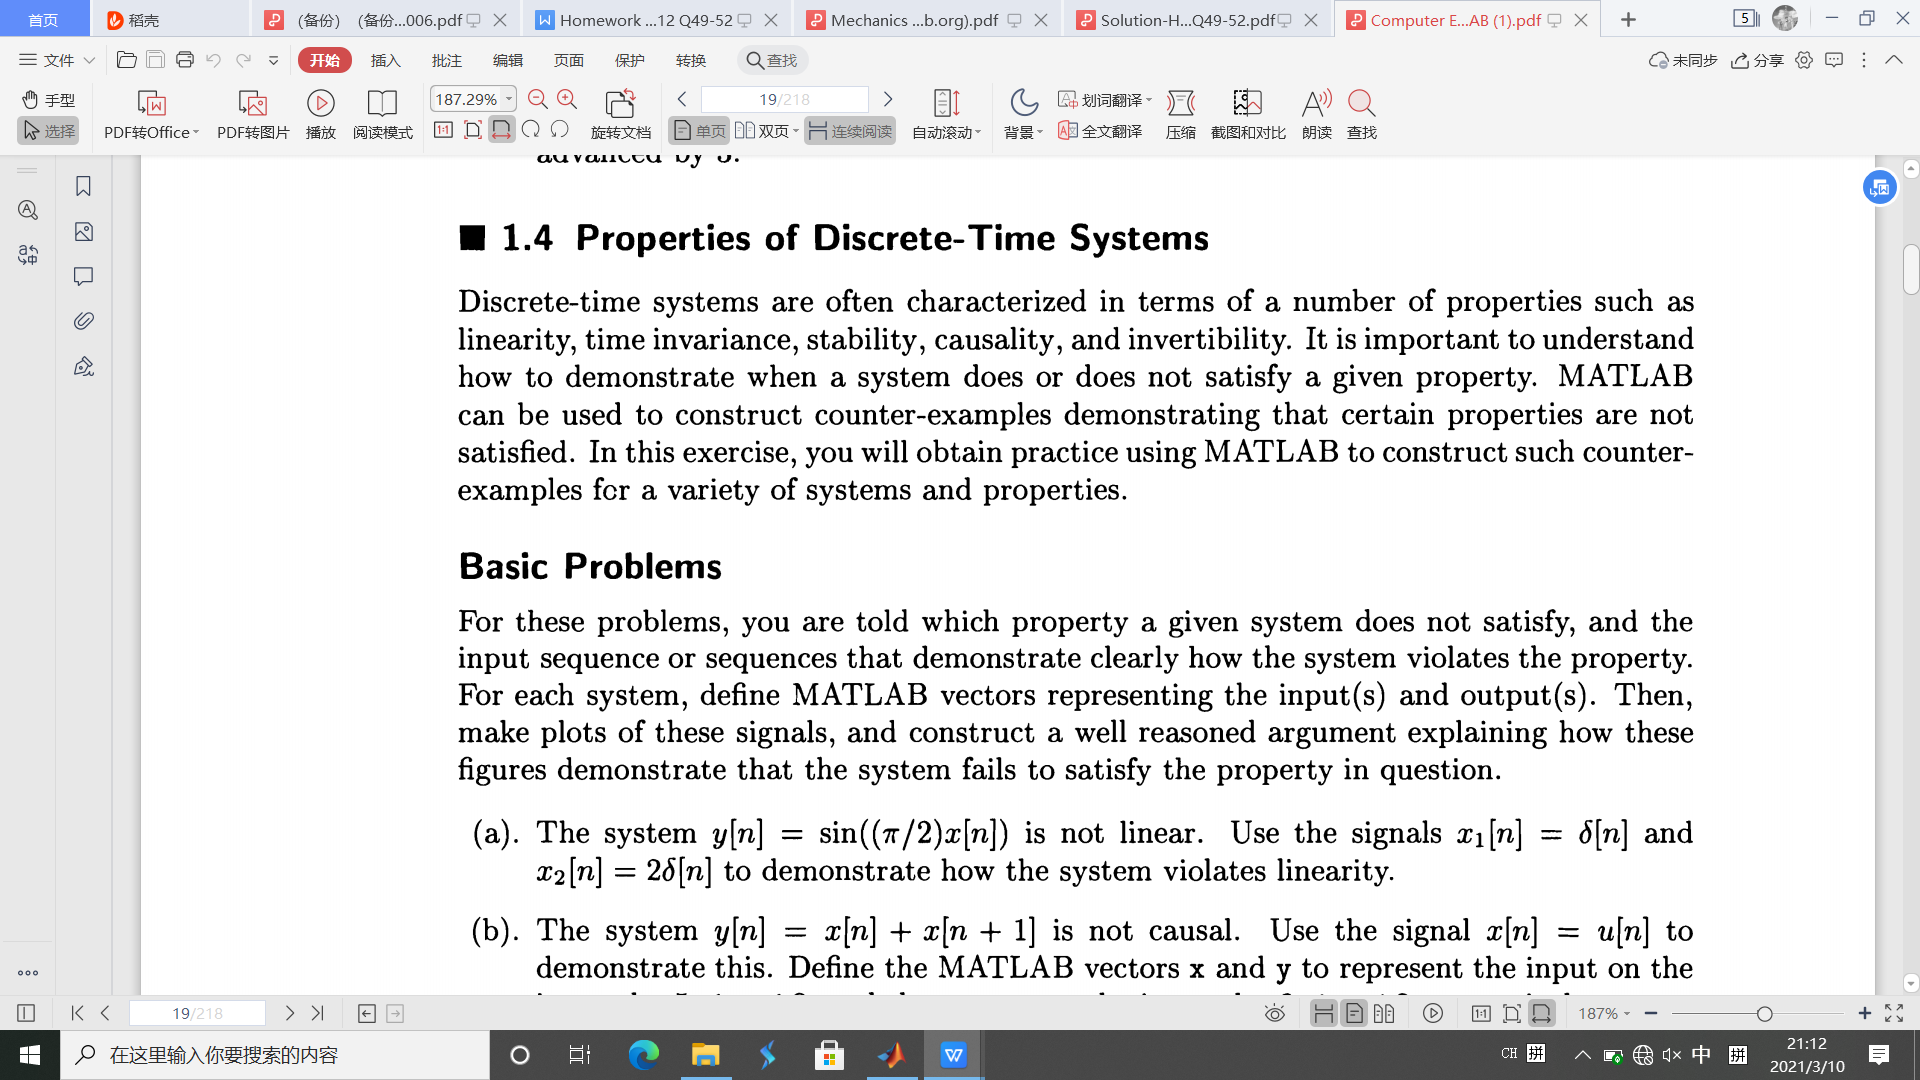 首页
稻壳
(备份) (备份...006.pdf
Homework ...12 Q49-52
Mechanics ...b.org).pdf
Solution-H...Q49-52.pdf
Computer E...AB (1).pdf
5
文件
开始
插入
批注
编辑
页面
保护
转换
查找
未同步
分享
手型
选择
PDF转Office
PDF转图片
播放
阅读模式
187.29%
1:1
旋转文档
19/218
单页
双页
连续阅读
自动滚动
背景
划词翻译
全文翻译
压缩
截图和对比
朗读
查找
advanced by 3.
1.4 Properties of Discrete-Time Systems
Discrete-time systems are often characterized in terms of a number of properties such as
linearity, time invariance, stability, causality, and invertibility. It is important to understand
how to demonstrate when a system does or does not satisfy a given property. MATLAB
can be used to construct counter-examples demonstrating that certain properties are not
satisfied. In this exercise, you will obtain practice using MATLAB to construct such counter-
examples for a variety of systems and properties.
Basic Problems
For these problems, you are told which property a given system does not satisfy, and the
input sequence or sequences that demonstrate clearly how the system violates the property.
For each system, define MATLAB vectors representing the input(s) and output(s). Then,
make plots of these signals, and construct a well reasoned argument explaining how these
figures demonstrate that the system fails to satisfy the property in question.
(a). The system y[n] = sin((π/2)x[n]) is not linear. Use the signals x₁[n] = δ[n] and
x₂[n] = 2δ[n] to demonstrate how the system violates linearity.
(b). The system y[n] = x[n] + x[n + 1] is not causal. Use the signal x[n] = u[n] to
demonstrate this. Define the MATLAB vectors x and y to represent the input on the
19/218
1:1
187%
在这里输入你要搜索的内容
CH 拼
中
拼
21:12
2021/3/10